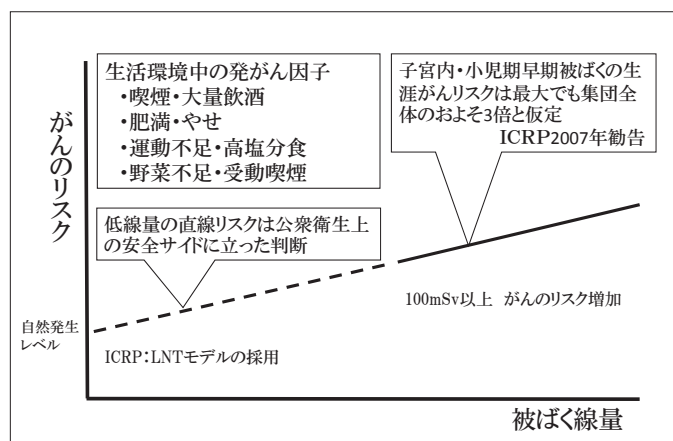 生活環境中の発がん因子
・喫煙・大量飲酒
・肥満・やせ
・運動不足・高塩分食
・野菜不足・受動喫煙
子宮内・小児期早期被ばくの生
涯がんリスクは最大でも集団全
体のおよそ3倍と仮定
ICRP2007年勧告
がんのリスク
低線量の直線リスクは公衆衛生上
の安全サイドに立った判断
100mSv以上 がんのリスク増加
自然発生
レベル
ICRP：LNTモデルの採用
被ばく線量